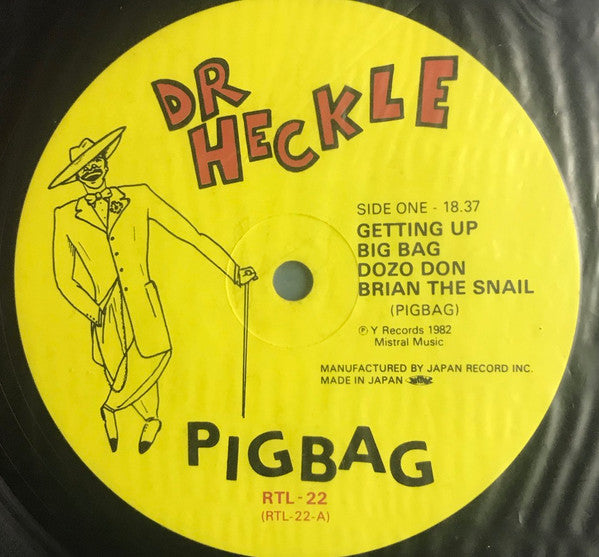 DR
HECKLE
SIDE ONE - 18.37
GETTING UP
BIG BAG
DOZO DON
BRIAN THE SNAIL
(PIGBAG)
Ⓟ Y Records 1982
Mistral Music
MANUFACTURED BY JAPAN RECORD INC.
MADE IN JAPAN
PIGBAG
RTL-22
(RTL-22-A)